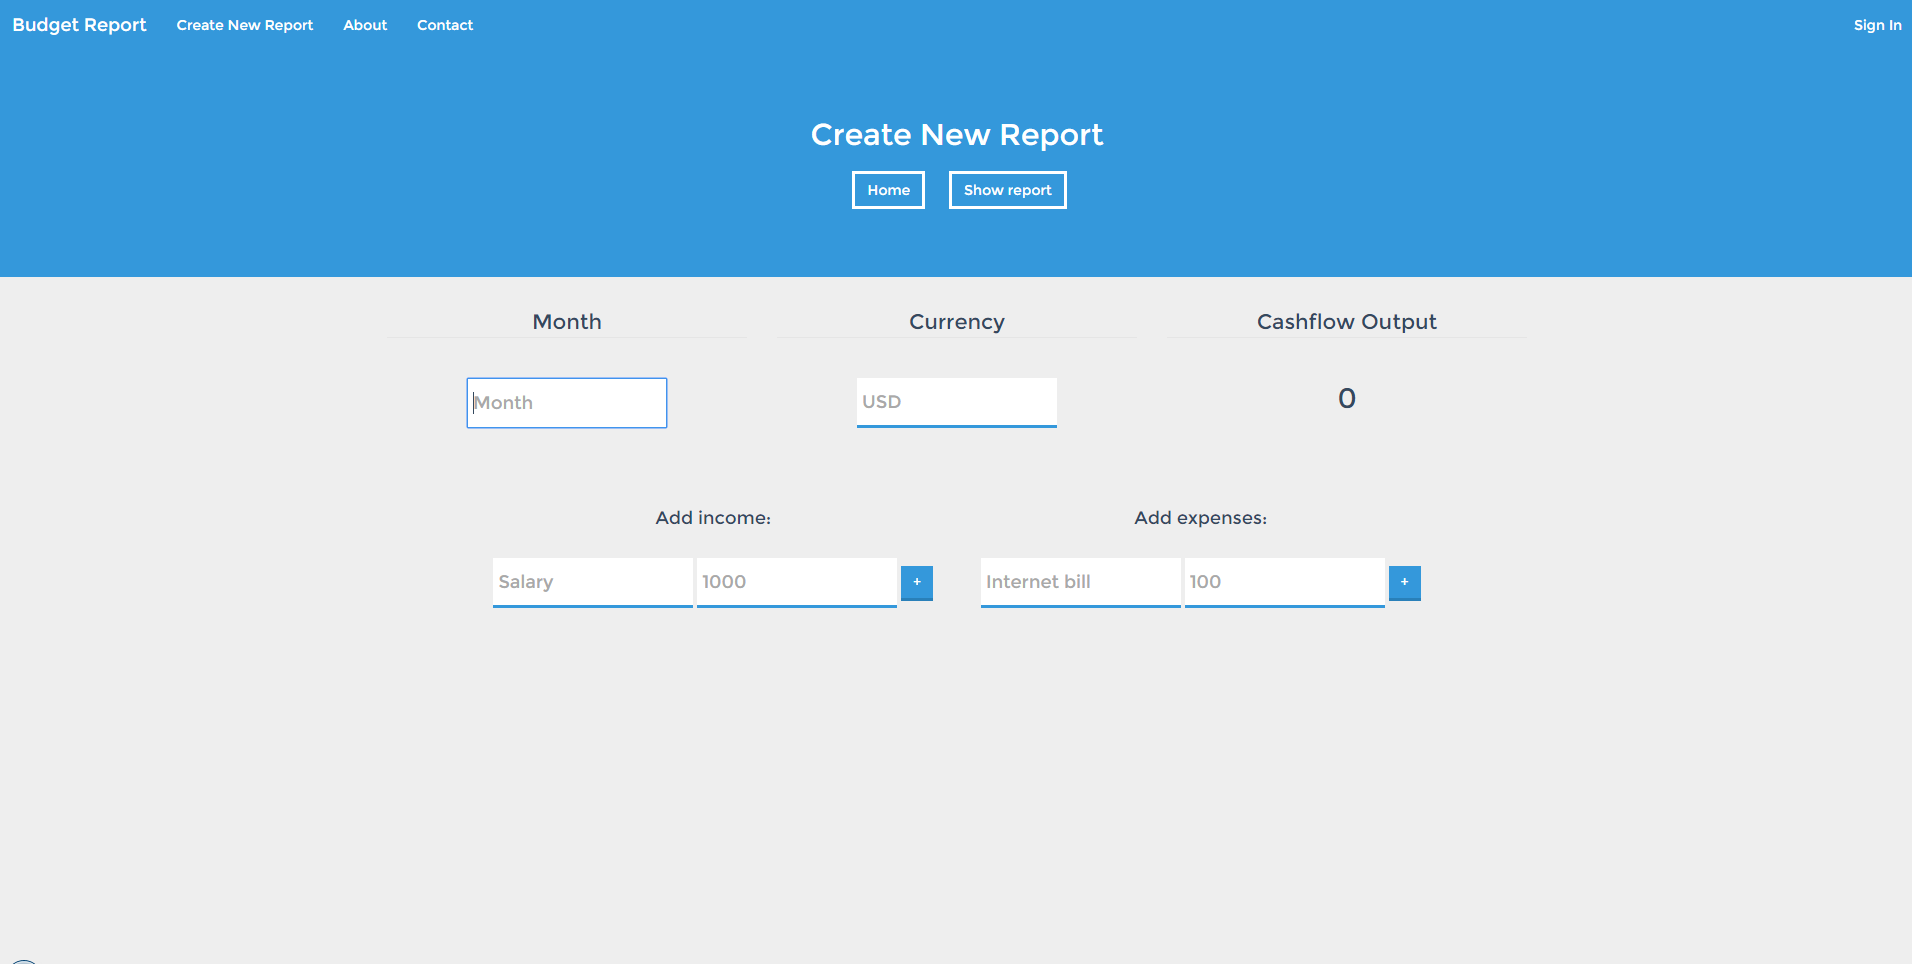 Budget Report Create New Report About Contact Sign In
Create New Report
Home Show report
Month Currency Cashflow Output
Month USD 0
Add income: Add expenses:
Salary 1000 + Internet bill 100 +